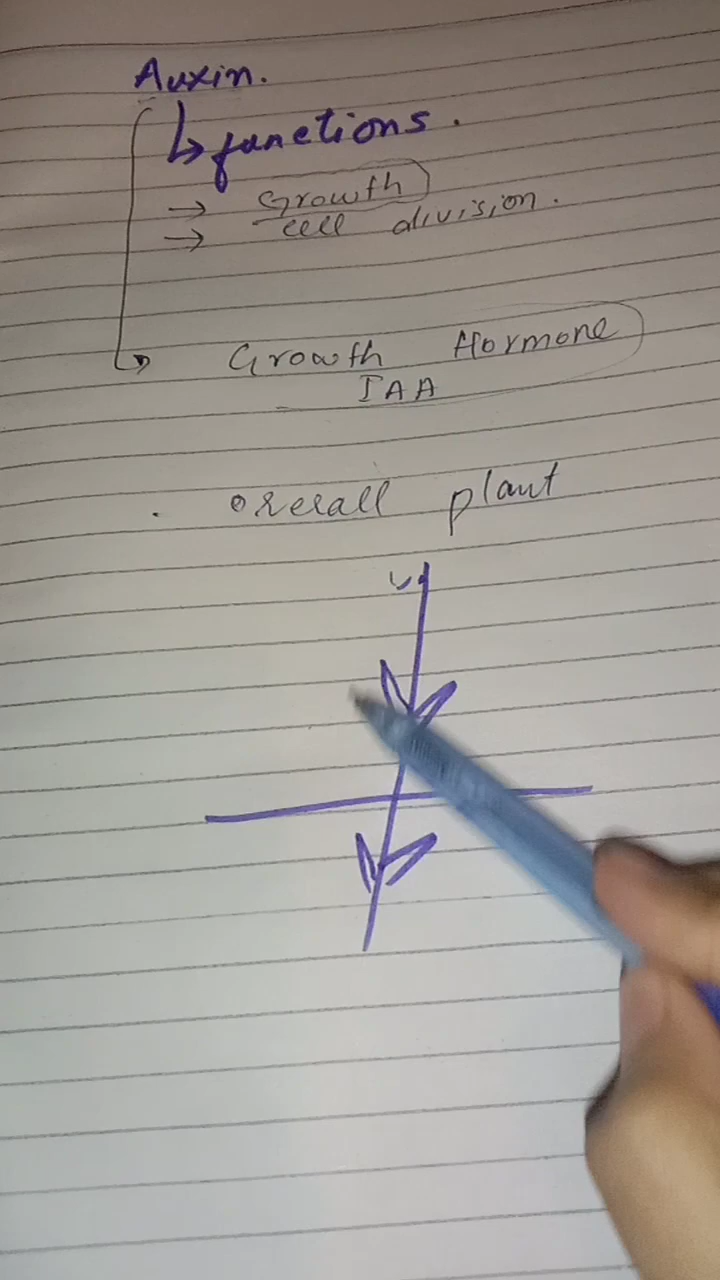 Auxin.
↳ functions.
→ Growth
→ cell division.
Growth Hormone
IAA
. overall plant